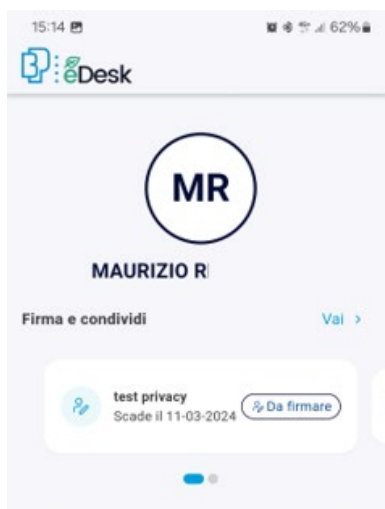 15:14 62%
eDesk
MR
MAURIZIO R
Firma e condividi Vai >
test privacy
Scade il 11-03-2024 Da firmare